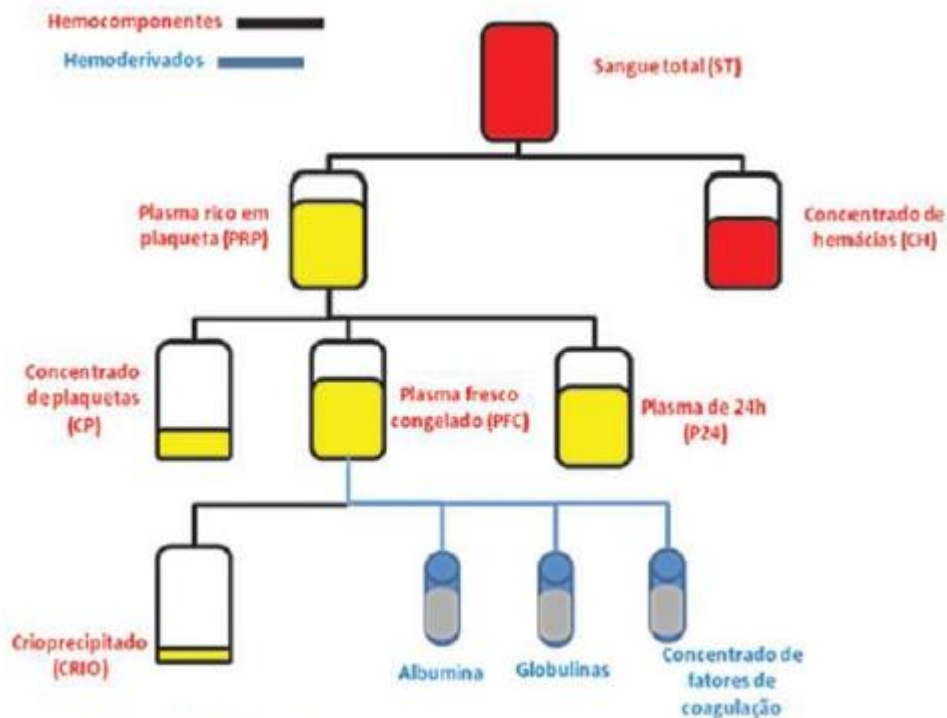 Hemocomponentes
Hemoderivados
Sangue total (ST)
Plasma rico em
plaqueta (PRP)
Concentrado de
hemácias (CH)
Concentrado
de plaquetas
(CP)
Plasma fresco
congelado (PFC)
Plasma de 24h
(P24)
Crioprecipitado
(CRIO)
Albumina
Globulinas
Concentrado de
fatores de
coagulação